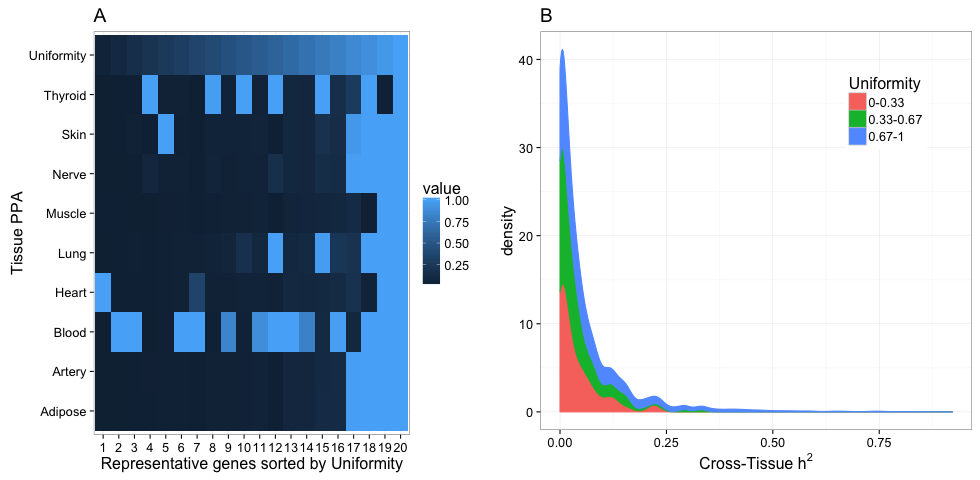 A
Tissue PPA
Uniformity
Thyroid
Skin
Nerve
Muscle
Lung
Heart
Blood
Artery
Adipose
1 2 3 4 5 6 7 8 9 10 11 12 13 14 15 16 17 18 19 20
Representative genes sorted by Uniformity
value
1.00
0.75
0.50
0.25
B
density
40
30
20
10
0
0.00 0.25 0.50 0.75
Cross-Tissue h²
Uniformity
0-0.33
0.33-0.67
0.67-1